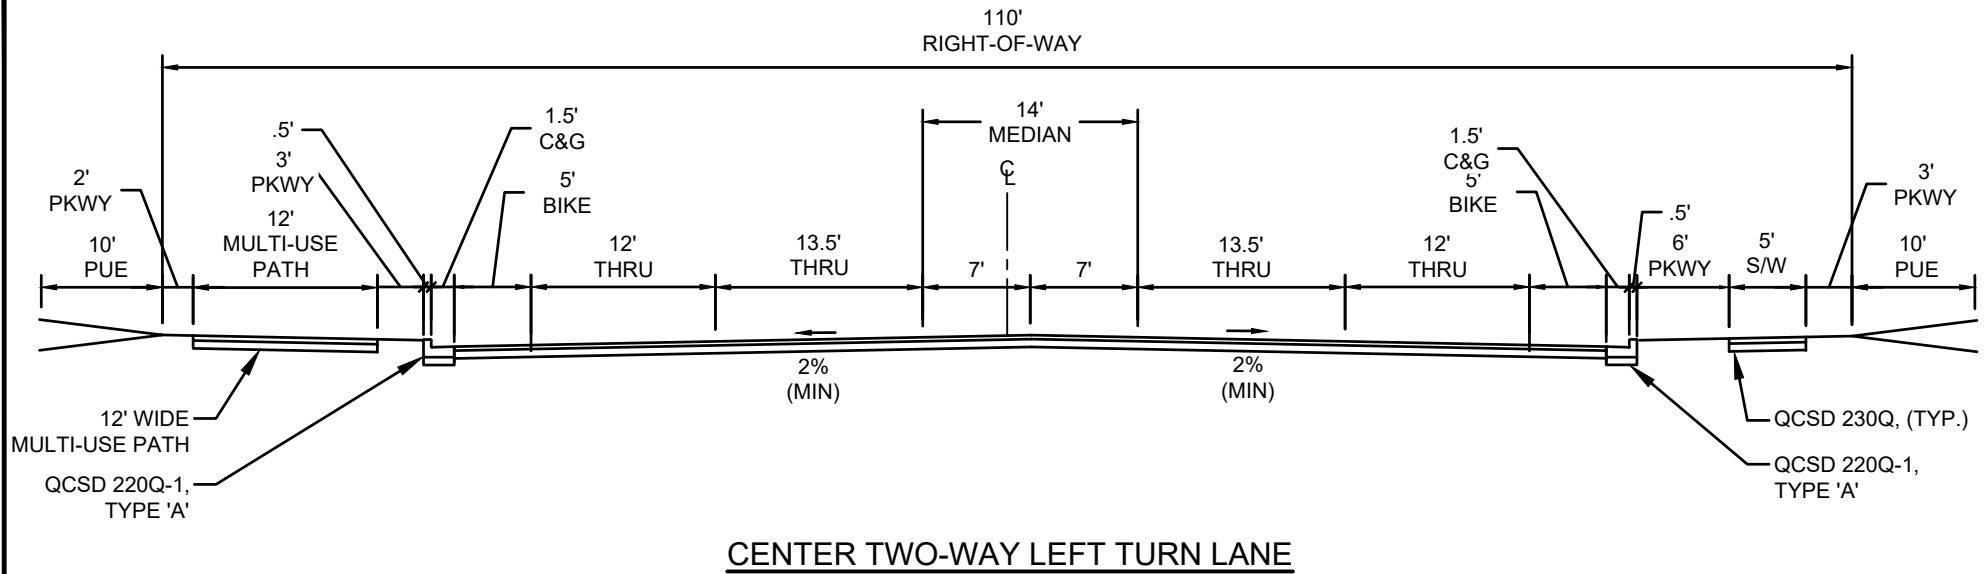 110'
RIGHT-OF-WAY
14'
MEDIAN
℄
.5'
1.5'
C&G
3'
PKWY
5'
BIKE
2'
PKWY
12'
MULTI-USE
PATH
10'
PUE
12'
THRU
13.5'
THRU
7'
7'
13.5'
THRU
12'
THRU
1.5'
C&G
5'
BIKE
.5'
6'
PKWY
5'
S/W
3'
PKWY
10'
PUE
2%
(MIN)
2%
(MIN)
12' WIDE
MULTI-USE PATH
QCSD 220Q-1,
TYPE 'A'
QCSD 230Q, (TYP.)
QCSD 220Q-1,
TYPE 'A'
CENTER TWO-WAY LEFT TURN LANE